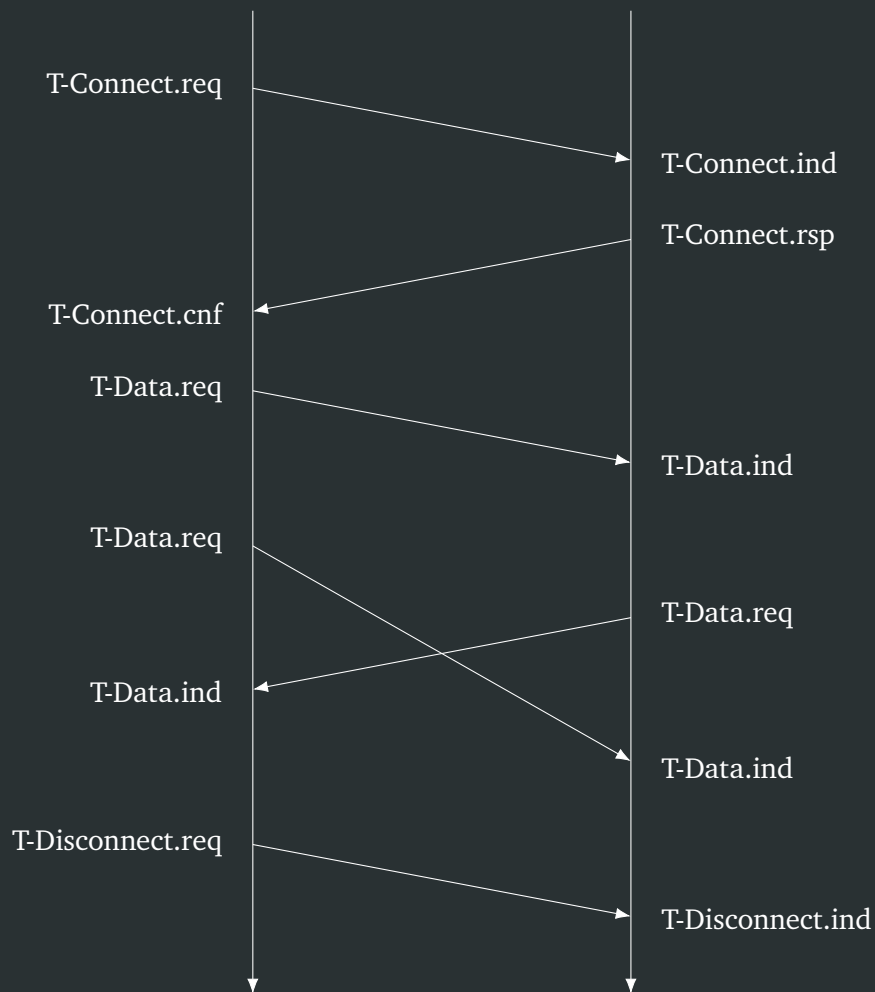 T-Connect.req
T-Connect.ind
T-Connect.rsp
T-Connect.cnf
T-Data.req
T-Data.ind
T-Data.req
T-Data.req
T-Data.ind
T-Data.ind
T-Disconnect.req
T-Disconnect.ind